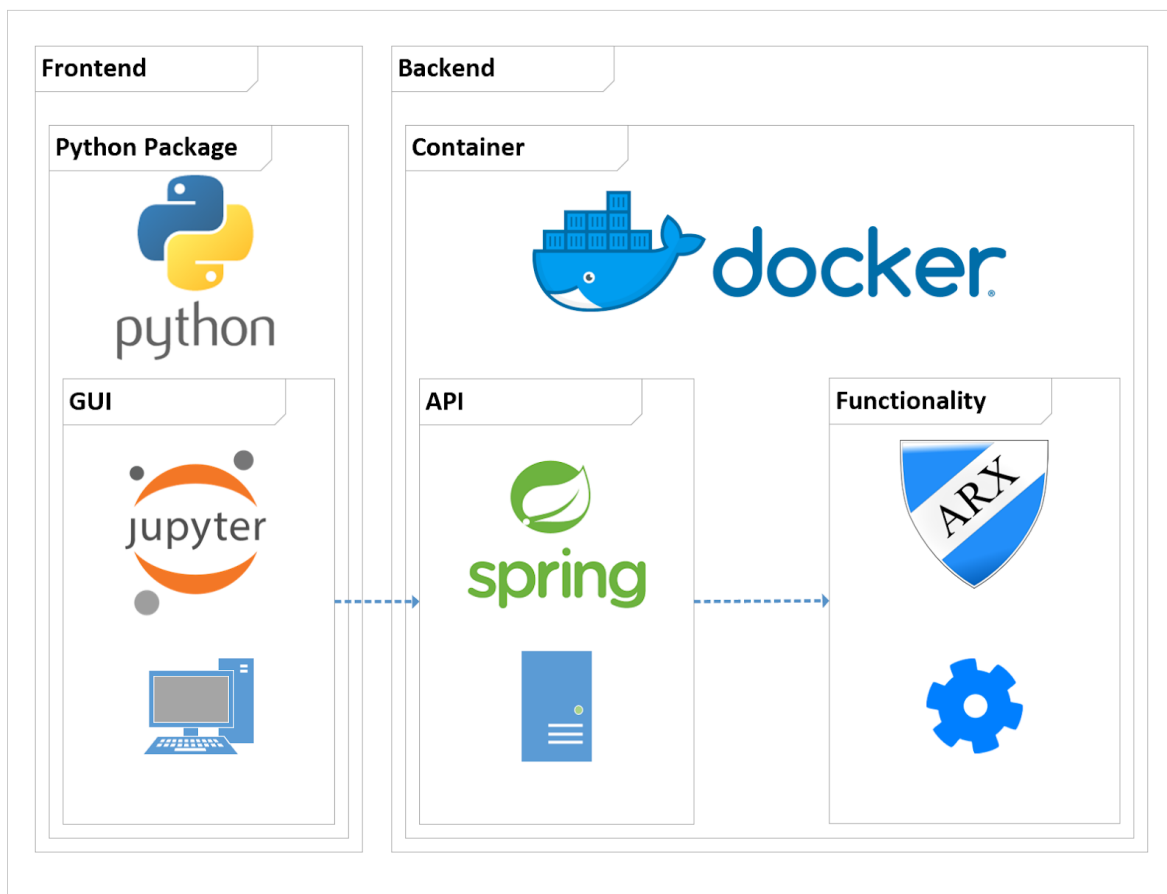 Frontend
Backend
Python Package
Container
python
docker
GUI
API
Functionality
jupyter
spring
ARX